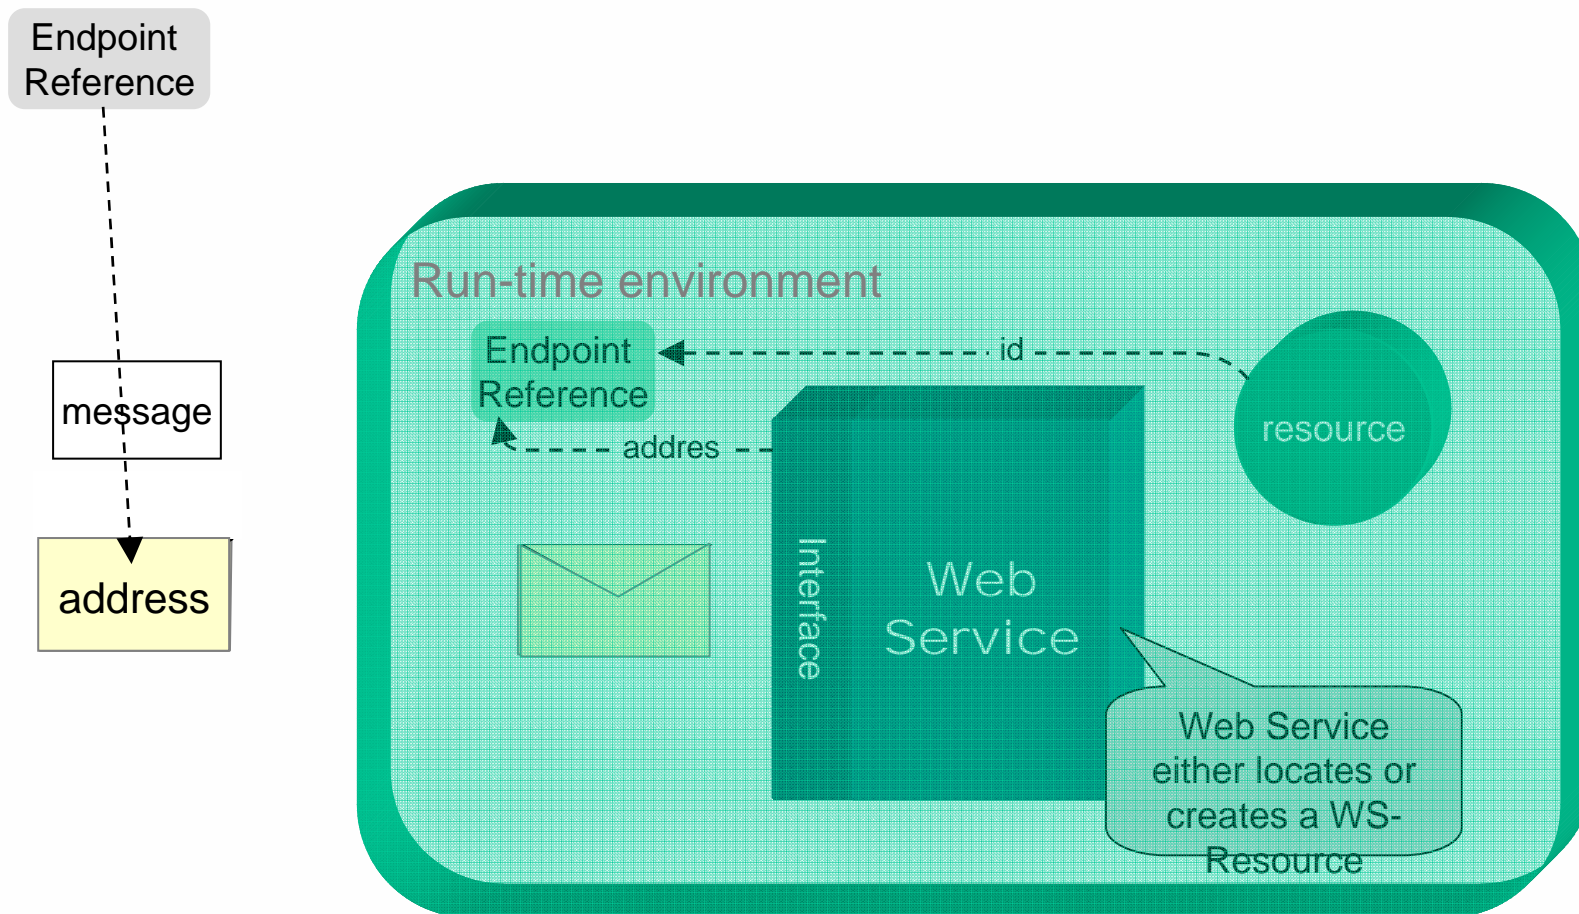 Endpoint
Reference
message
address
Run-time environment
Endpoint
Reference
id
addres
resource
Interface
Web
Service
Web Service
either locates or
creates a WS-
Resource